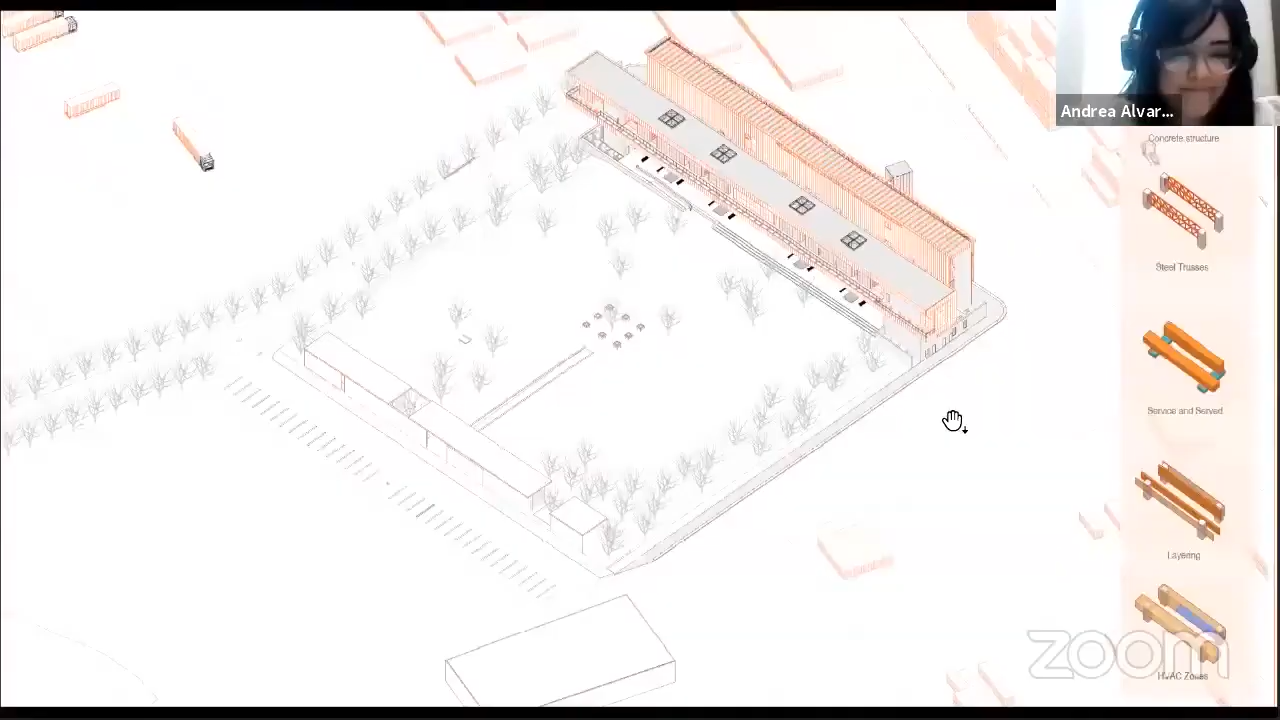 Andrea Alvar...
Concrete structure
Steel Trusses
Service and Served
Layering
zoom
HVAC Zones